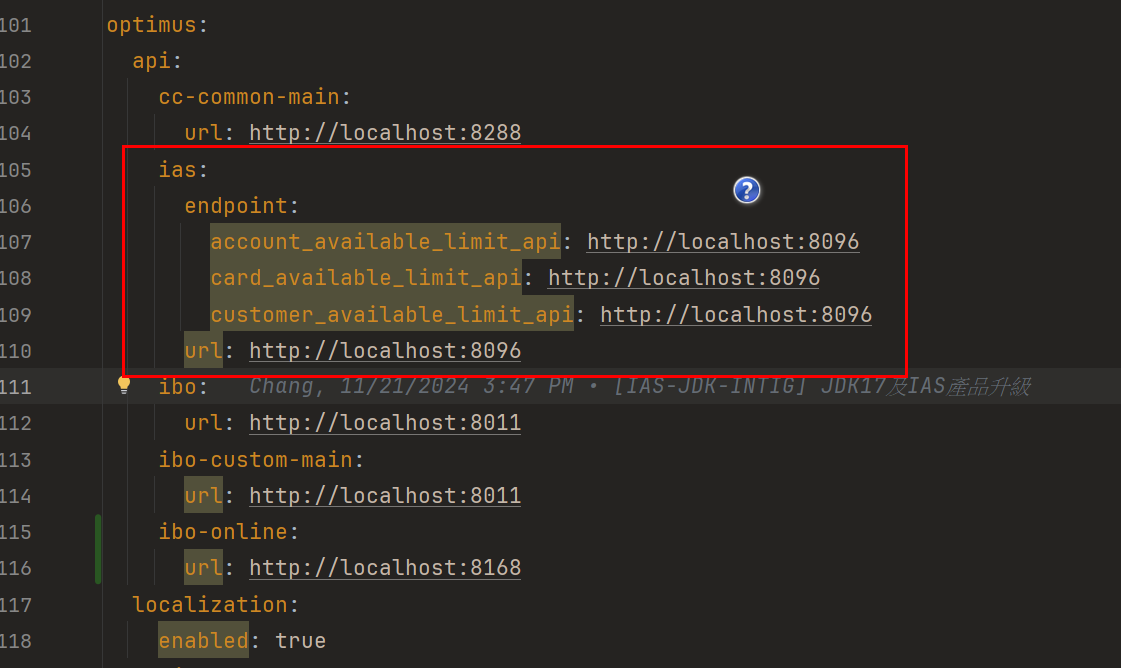 101 optimus:
102 api:
103 cc-common-main:
104 url: http://localhost:8288
105 ias:
?
106 endpoint:
107 account_available_limit_api: http://localhost:8096
108 card_available_limit_api: http://localhost:8096
109 customer_available_limit_api: http://localhost:8096
110 url: http://localhost:8096
111 ibo: Chang, 11/21/2024 3:47 PM • [IAS-JDK-INTIG] JDK17及IAS產品升級
112 url: http://localhost:8011
113 ibo-custom-main:
114 url: http://localhost:8011
115 ibo-online:
116 url: http://localhost:8168
117 localization:
118 enabled: true